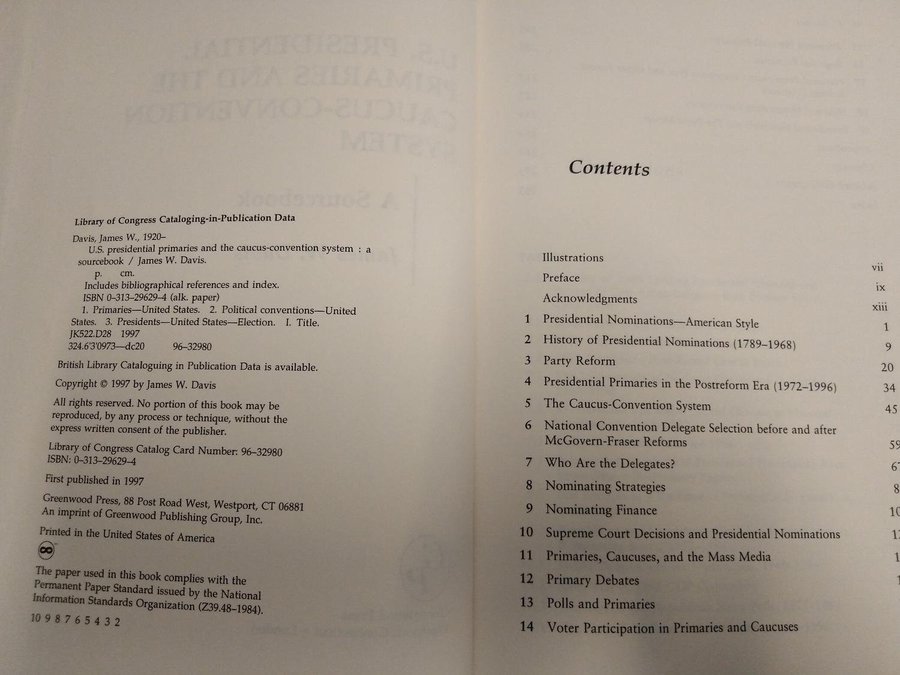 Library of Congress Cataloging-in-Publication Data
Davis, James W., 1920–
U.S. presidential primaries and the caucus-convention system : a
sourcebook / James W. Davis.
p. cm.
Includes bibliographical references and index.
ISBN 0–313–29629–4 (alk. paper)
1. Primaries—United States. 2. Political conventions—United
States. 3. Presidents—United States—Election. I. Title.
JK522.D28 1997
324.6'3'0973—dc20 96–32980
British Library Cataloguing in Publication Data is available.
Copyright © 1997 by James W. Davis
All rights reserved. No portion of this book may be
reproduced, by any process or technique, without the
express written consent of the publisher.
Library of Congress Catalog Card Number: 96–32980
ISBN: 0–313–29629–4
First published in 1997
Greenwood Press, 88 Post Road West, Westport, CT 06881
An imprint of Greenwood Publishing Group, Inc.
Printed in the United States of America
The paper used in this book complies with the
Permanent Paper Standard issued by the National
Information Standards Organization (Z39.48–1984).
10 9 8 7 6 5 4 3 2
Contents
Illustrations vii
Preface ix
Acknowledgments xiii
1 Presidential Nominations—American Style 1
2 History of Presidential Nominations (1789–1968) 9
3 Party Reform 20
4 Presidential Primaries in the Postreform Era (1972–1996) 34
5 The Caucus-Convention System 45
6 National Convention Delegate Selection before and after
McGovern-Fraser Reforms 59
7 Who Are the Delegates?
8 Nominating Strategies
9 Nominating Finance
10 Supreme Court Decisions and Presidential Nominations
11 Primaries, Caucuses, and the Mass Media
12 Primary Debates
13 Polls and Primaries
14 Voter Participation in Primaries and Caucuses